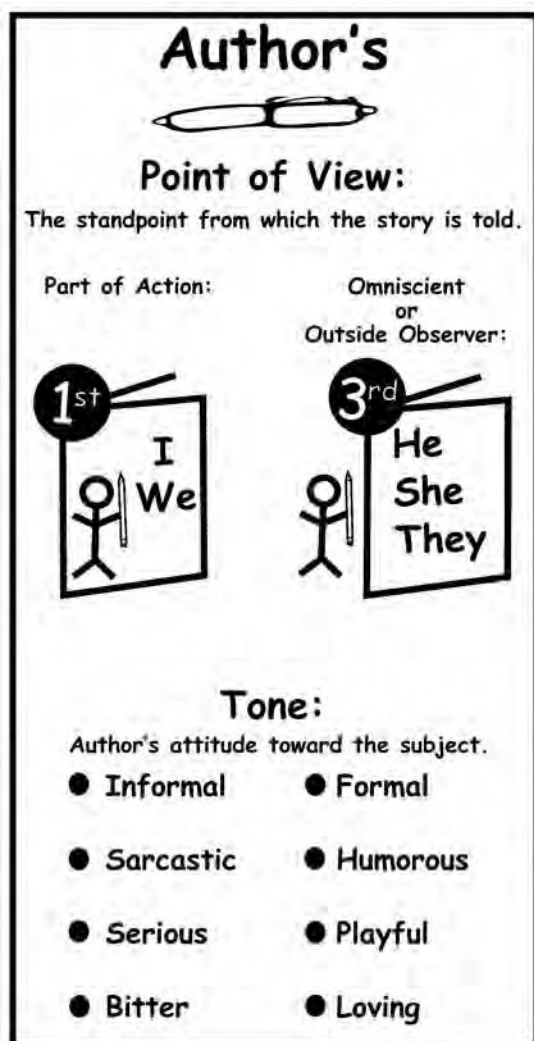 Author's
Point of View:
The standpoint from which the story is told.
Part of Action:
Omniscient
or
Outside Observer:
1st
I
We
3rd
He
She
They
Tone:
Author's attitude toward the subject.
Informal
Formal
Sarcastic
Humorous
Serious
Playful
Bitter
Loving